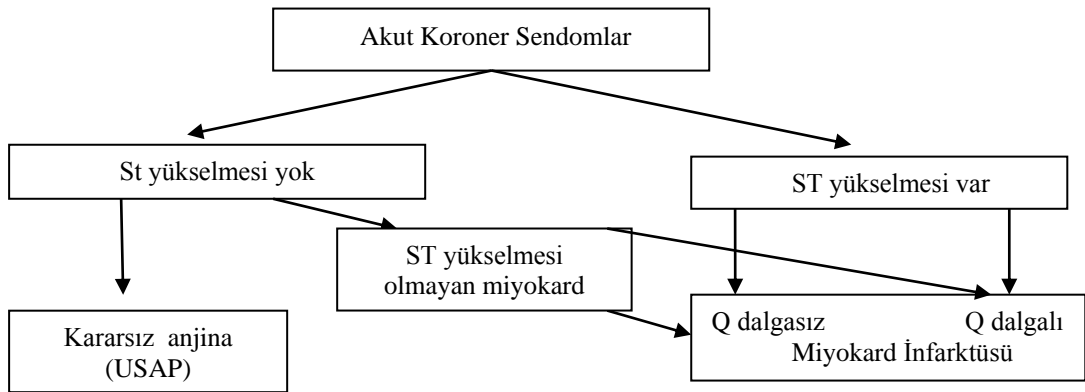 Akut Koroner Sendomlar
St yükselmesi yok
ST yükselmesi var
ST yükselmesi
olmayan miyokard
Kararsız anjina
(USAP)
Q dalgasız Q dalgalı
Miyokard İnfarktüsü